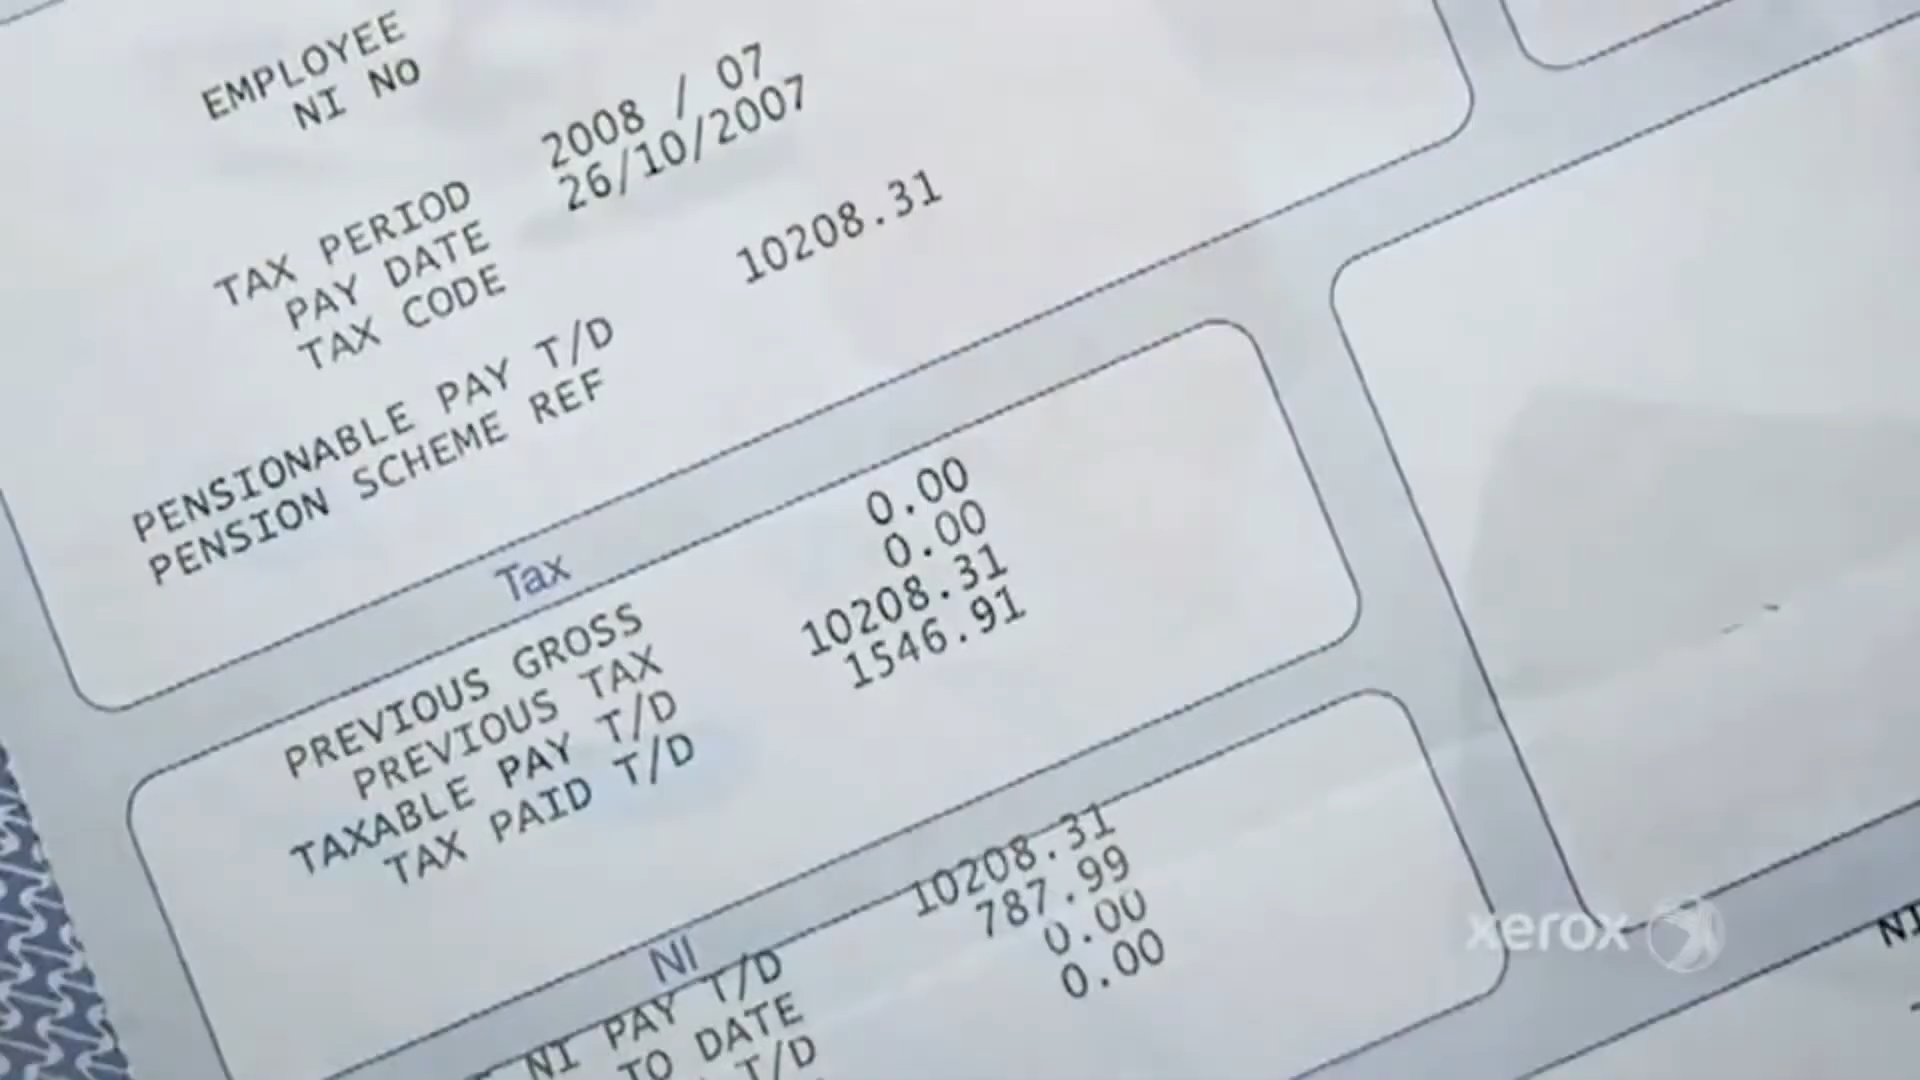 EMPLOYEE
NI NO
TAX PERIOD 2008 / 07
PAY DATE 26/10/2007
TAX CODE
PENSIONABLE PAY T/D 10208.31
PENSION SCHEME REF
Tax
PREVIOUS GROSS 0.00
PREVIOUS TAX 0.00
TAXABLE PAY T/D 10208.31
TAX PAID T/D 1546.91
NI
NI PAY T/D 10208.31
TO DATE 787.99
T/D 0.00
0.00
NI
xerox